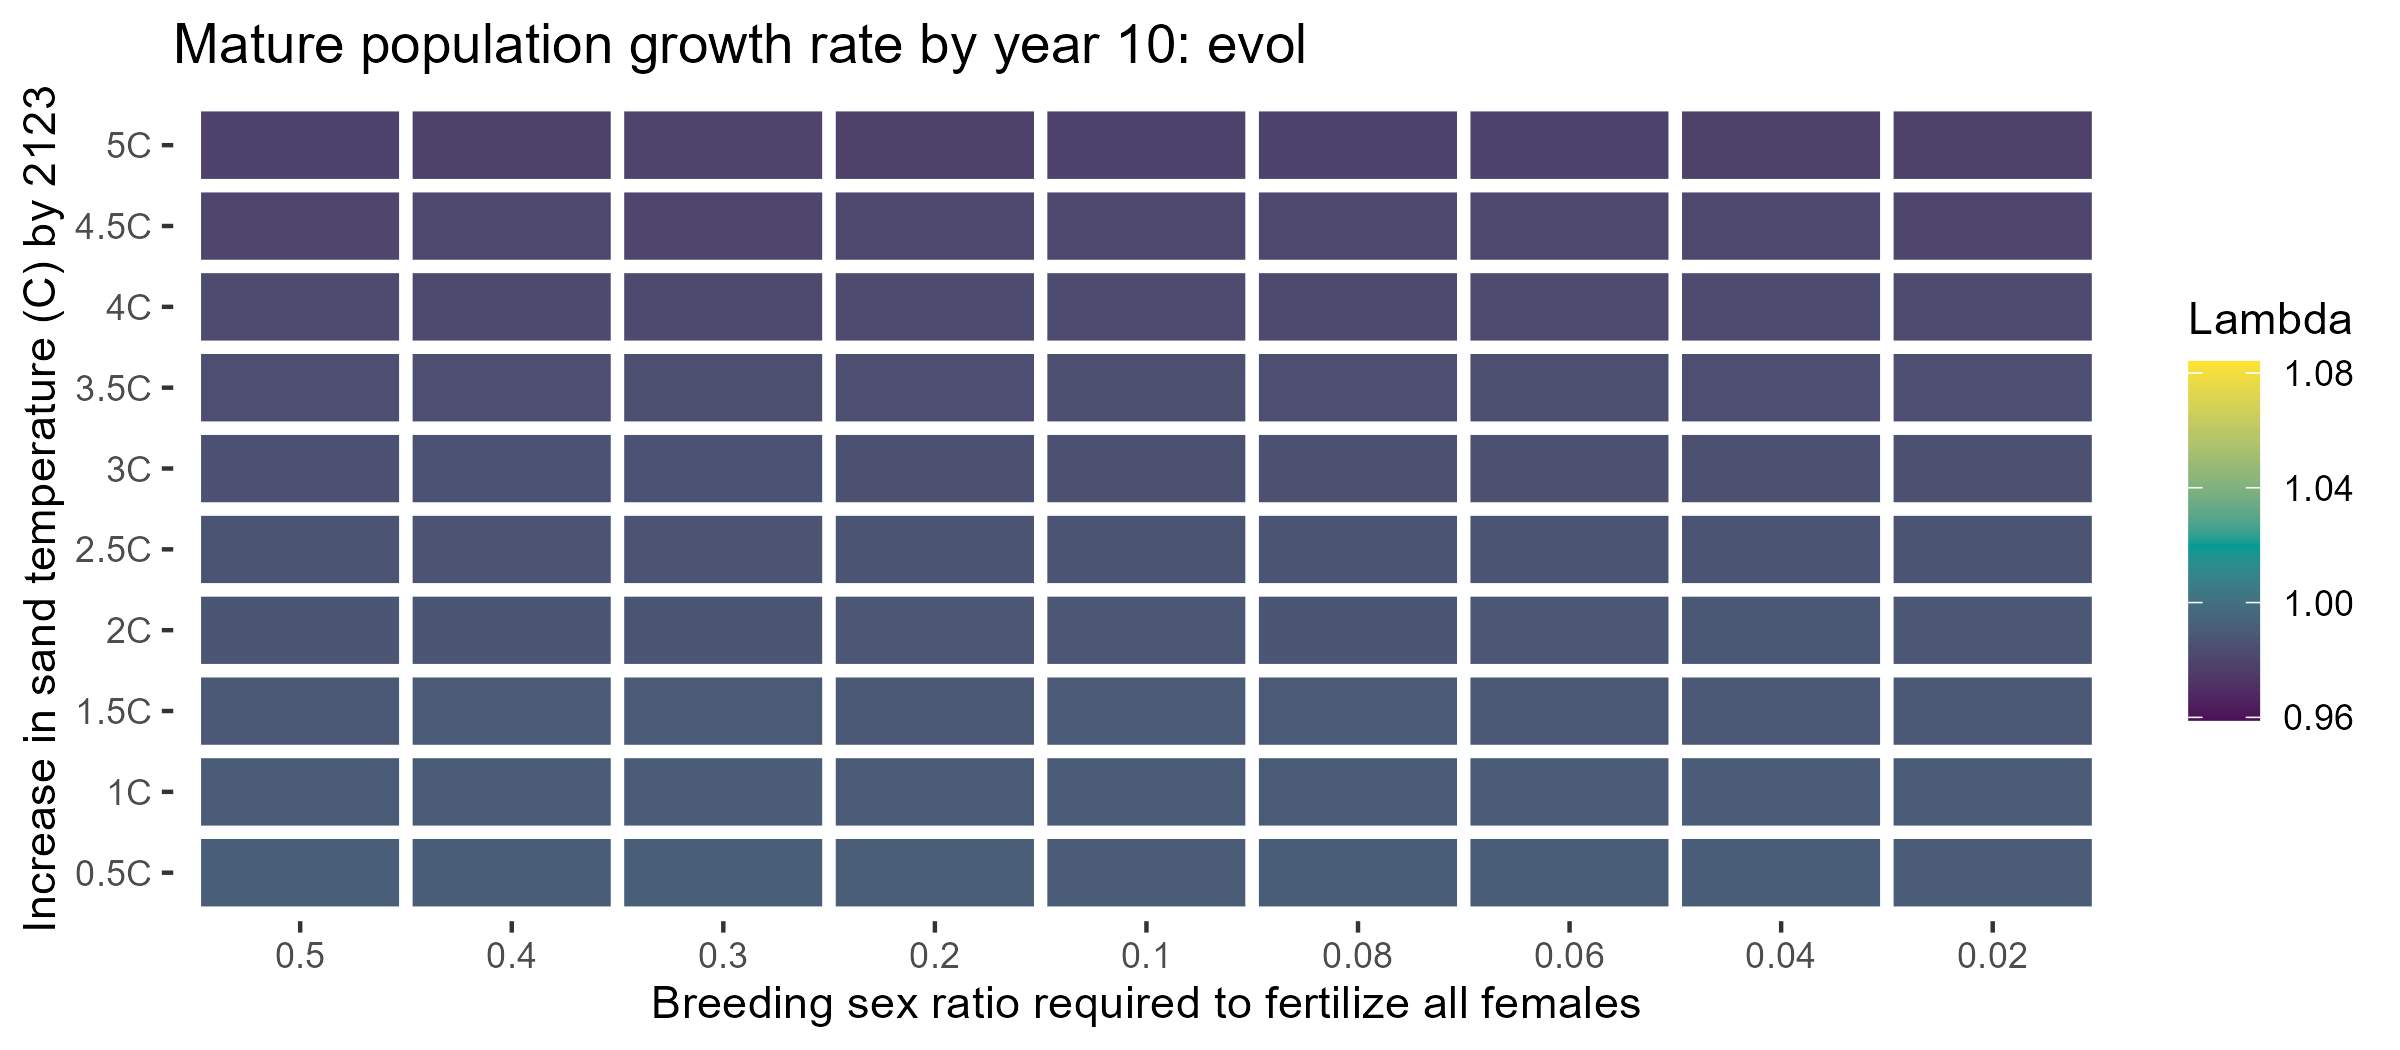 Mature population growth rate by year 10: evol
Increase in sand temperature (C) by 2123
5C
4.5C
4C
3.5C
3C
2.5C
2C
1.5C
1C
0.5C
0.5 0.4 0.3 0.2 0.1 0.08 0.06 0.04 0.02
Breeding sex ratio required to fertilize all females
Lambda
1.08
1.04
1.00
0.96